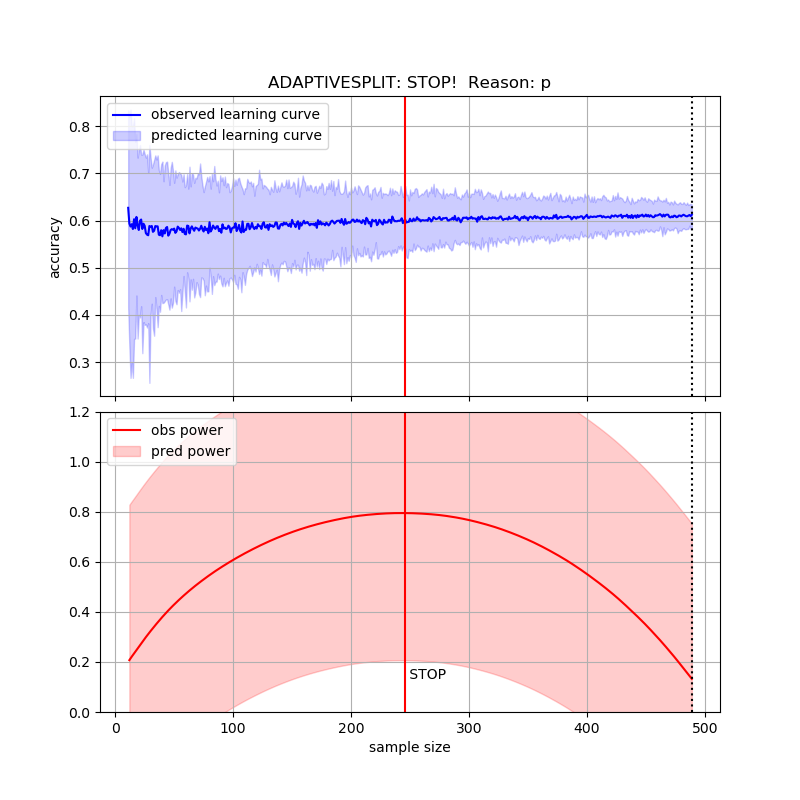 ADAPTIVESPLIT: STOP!  Reason: p
observed learning curve
predicted learning curve
0.8
0.7
0.6
0.5
0.4
0.3
accuracy
obs power
pred power
1.2
1.0
0.8
0.6
0.4
0.2
0.0
STOP
0 100 200 300 400 500
sample size